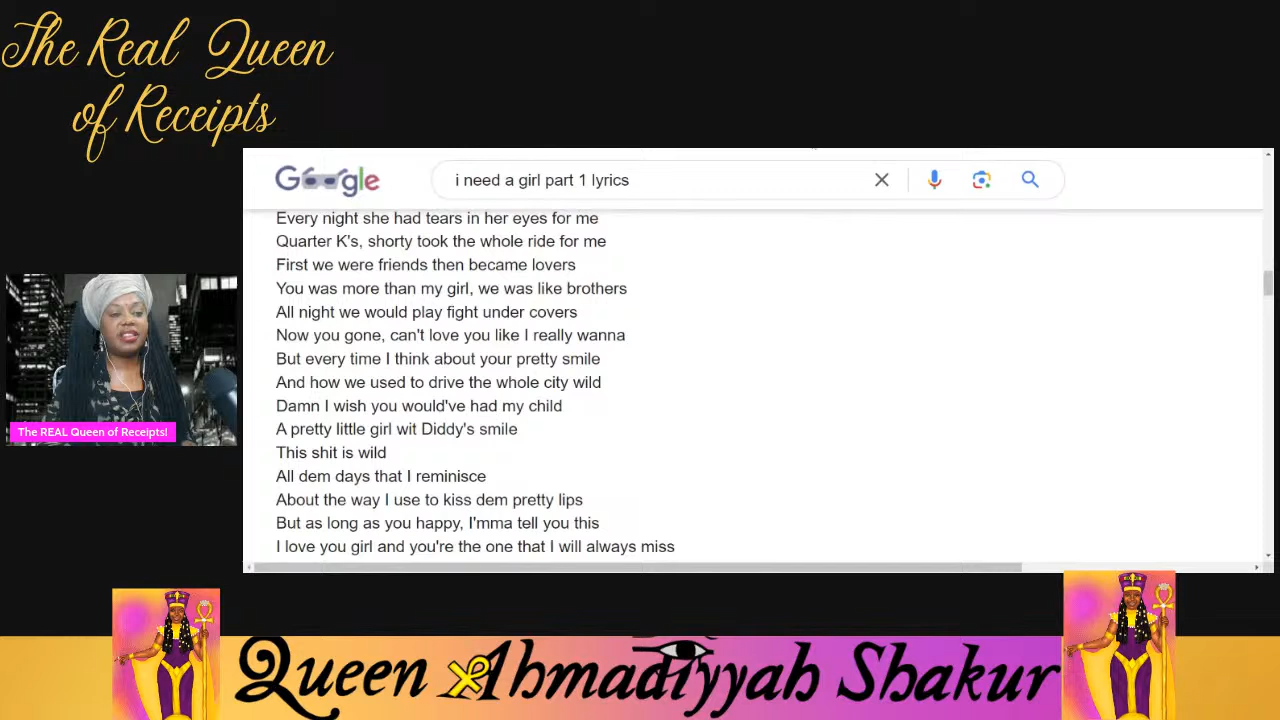 The Real Queen
of Receipts
Google
i need a girl part 1 lyrics
Every night she had tears in her eyes for me
Quarter K's, shorty took the whole ride for me
First we were friends then became lovers
You was more than my girl, we was like brothers
All night we would play fight under covers
Now you gone, can't love you like I really wanna
But every time I think about your pretty smile
And how we used to drive the whole city wild
Damn I wish you would've had my child
A pretty little girl wit Diddy's smile
This shit is wild
All dem days that I reminisce
About the way I use to kiss dem pretty lips
But as long as you happy, I'mma tell you this
I love you girl and you're the one that I will always miss
The REAL Queen of Receipts!
Queen Ahmadiyyah Shakur